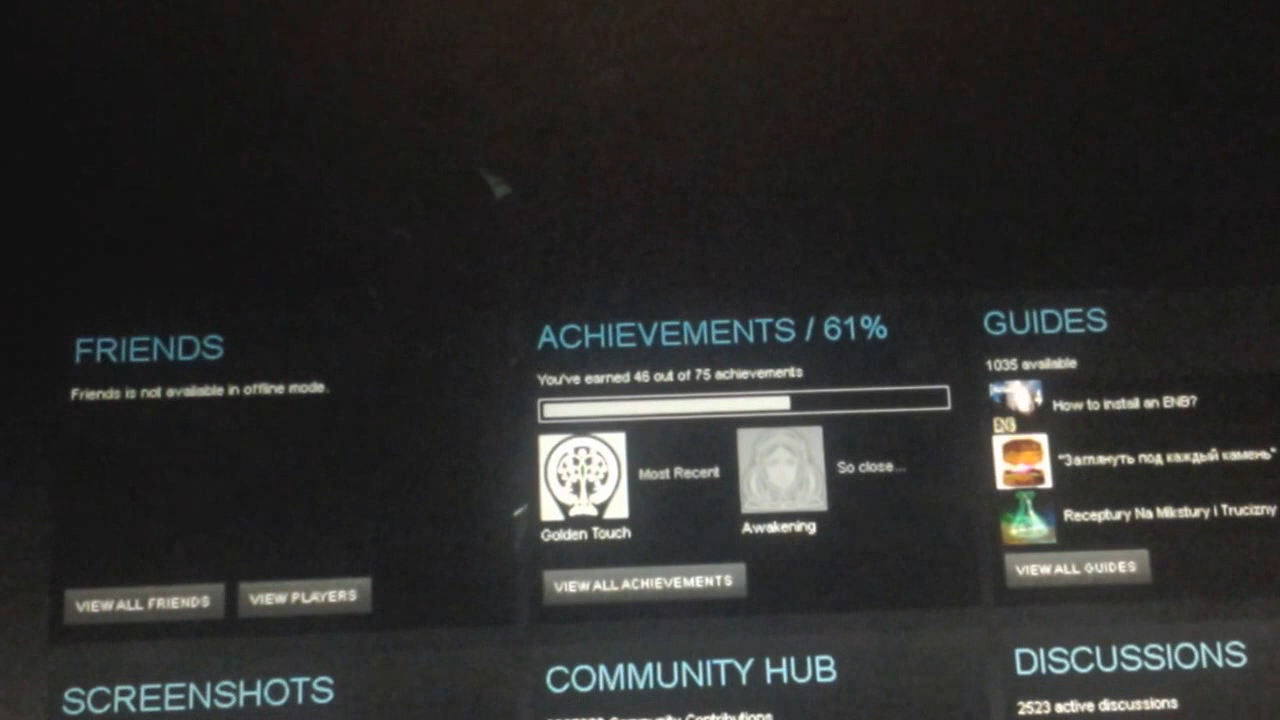 FRIENDS
Friends is not available in offline mode.
VIEW ALL FRIENDS
VIEW PLAYERS
ACHIEVEMENTS / 61%
You've earned 46 out of 75 achievements
Most Recent
So close...
Golden Touch
Awakening
VIEW ALL ACHIEVEMENTS
GUIDES
1035 available
How to install an ENB?
ENB
"Заглянуть под каждый камень"
Receptury Na Mikstury i Trucizny
VIEW ALL GUIDES
SCREENSHOTS
COMMUNITY HUB
Community Contributions
DISCUSSIONS
2523 active discussions